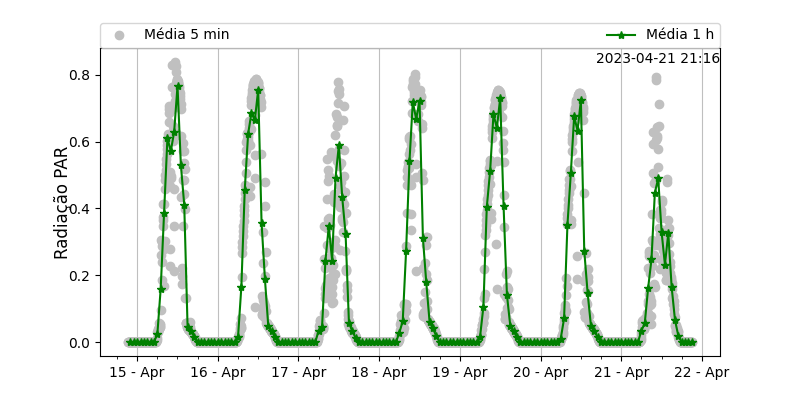 Média 5 min
Média 1 h
2023-04-21 21:16
Radiação PAR
0.8
0.6
0.4
0.2
0.0
15 - Apr
16 - Apr
17 - Apr
18 - Apr
19 - Apr
20 - Apr
21 - Apr
22 - Apr